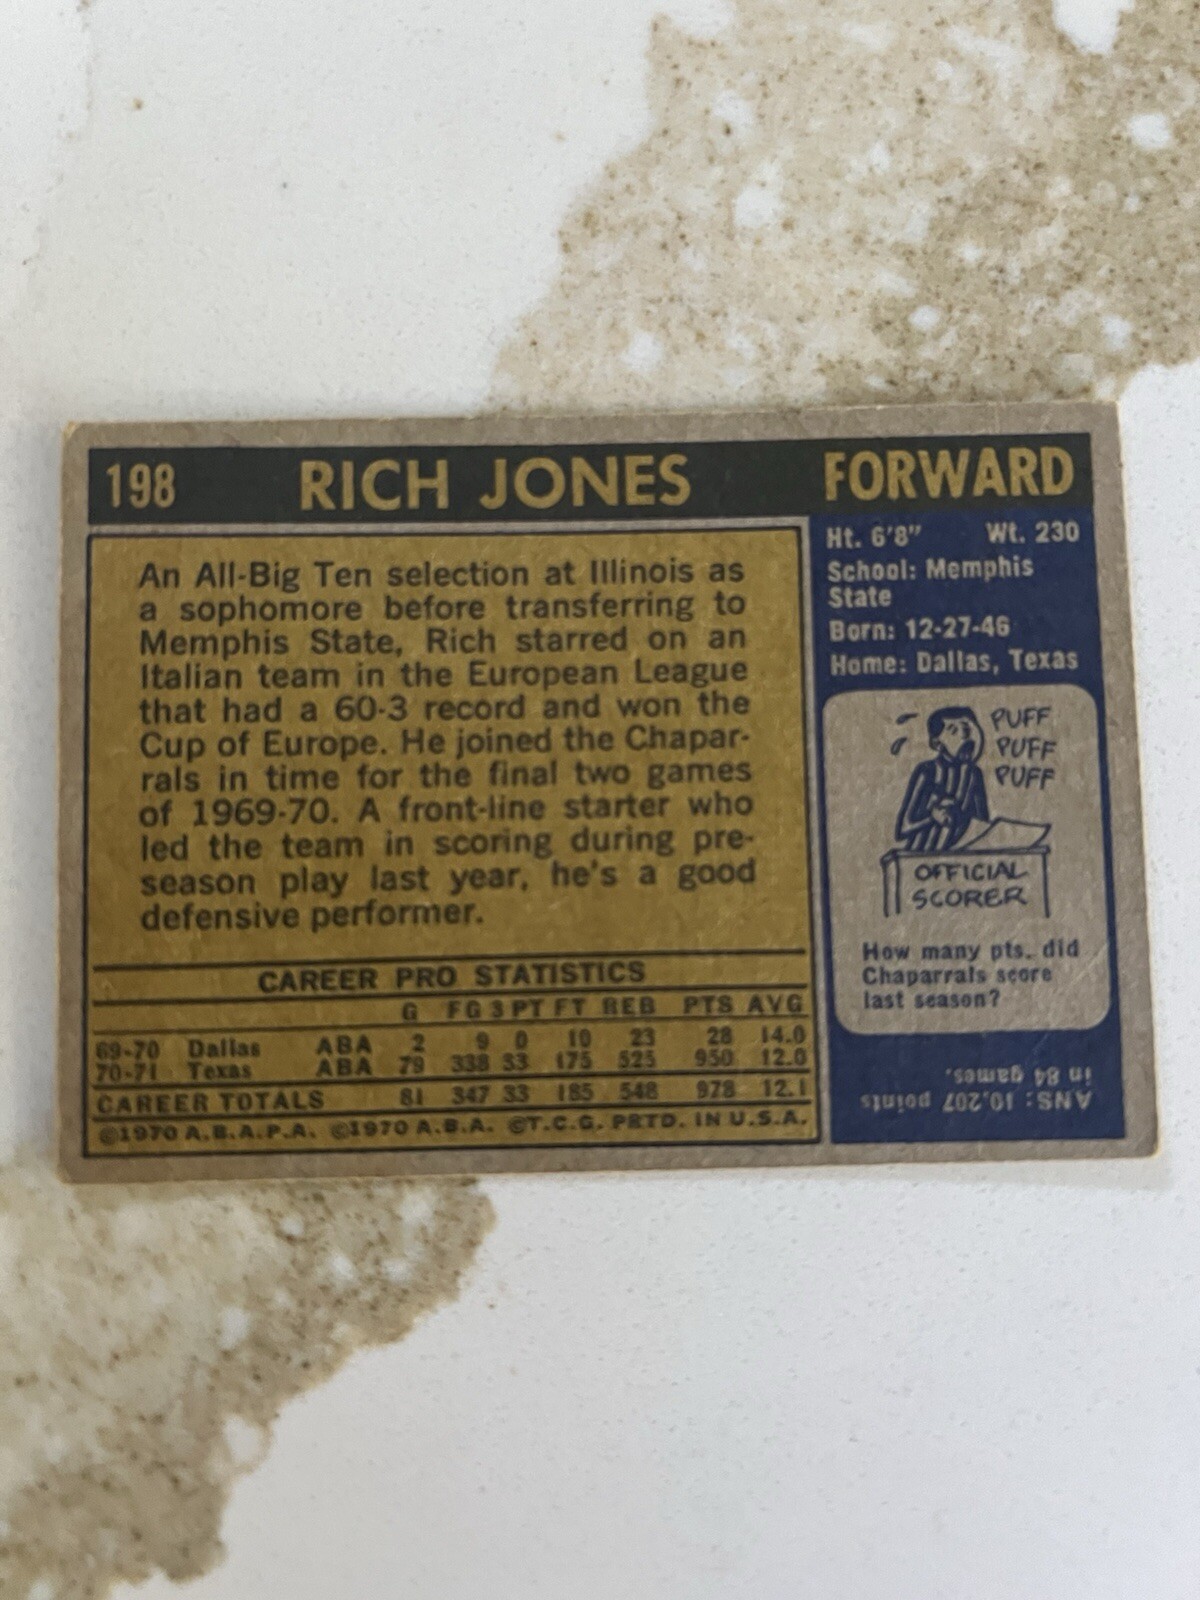 198 RICH JONES FORWARD
An All-Big Ten selection at Illinois as
a sophomore before transferring to
Memphis State, Rich starred on an
Italian team in the European League
that had a 60-3 record and won the
Cup of Europe. He joined the Chapar-
rals in time for the final two games
of 1969-70. A front-line starter who
led the team in scoring during pre-
season play last year, he's a good
defensive performer.
CAREER PRO STATISTICS
G FG 3 PT FT REB PTS AVG
69-70 Dallas ABA 2 9 0 10 23 28 14.0
70-71 Texas ABA 79 338 33 175 525 950 12.0
CAREER TOTALS 81 347 33 185 548 978 12.1
©1970 A.B.A.P.A. ©1970 A.B.A. ©T.C.G. PRTD. IN U.S.A.
Ht. 6'8" Wt. 230
School: Memphis
State
Born: 12-27-46
Home: Dallas, Texas
PUFF
PUFF
PUFF
OFFICIAL
SCORER
How many pts. did
Chaparrals score
last season?
ANS: 10,207 points
in 84 games.